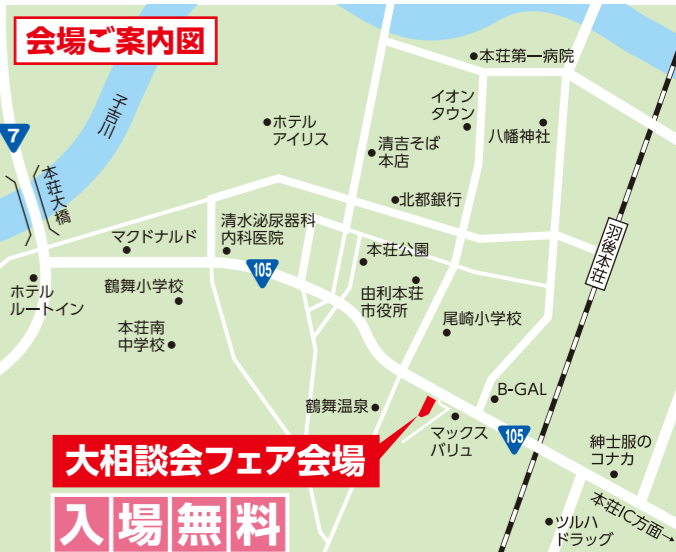 会場ご案内図
本荘第一病院
子吉川
ホテル
アイリス
イオン
タウン
八幡神社
7
清吉そば
本店
本荘大橋
北都銀行
清水泌尿器科
内科医院
マクドナルド
本荘公園
羽後本荘
105
ホテル
ルートイン
鶴舞小学校
由利本荘
市役所
本荘南
中学校
尾崎小学校
B-GAL
鶴舞温泉
マックス
バリュ
105
紳士服の
コナカ
大相談会フェア会場
本荘IC方面→
入場無料
ツルハ
ドラッグ